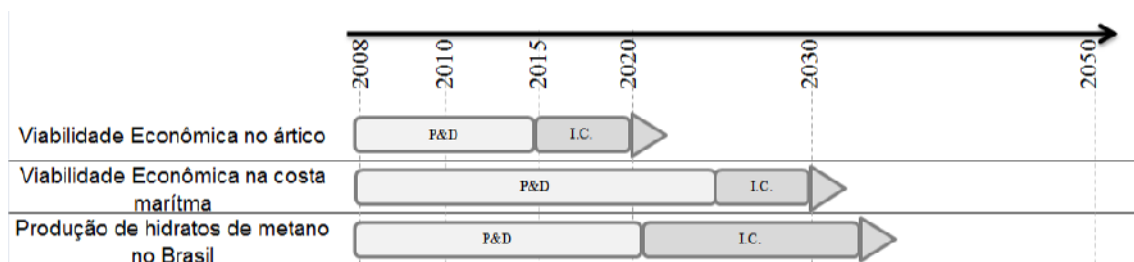 2008 2010 2015 2020 2030 2050
Viabilidade Econômica no ártico
P&D I.C.
Viabilidade Econômica na costa
marítma
P&D I.C.
Produção de hidratos de metano
no Brasil
P&D I.C.